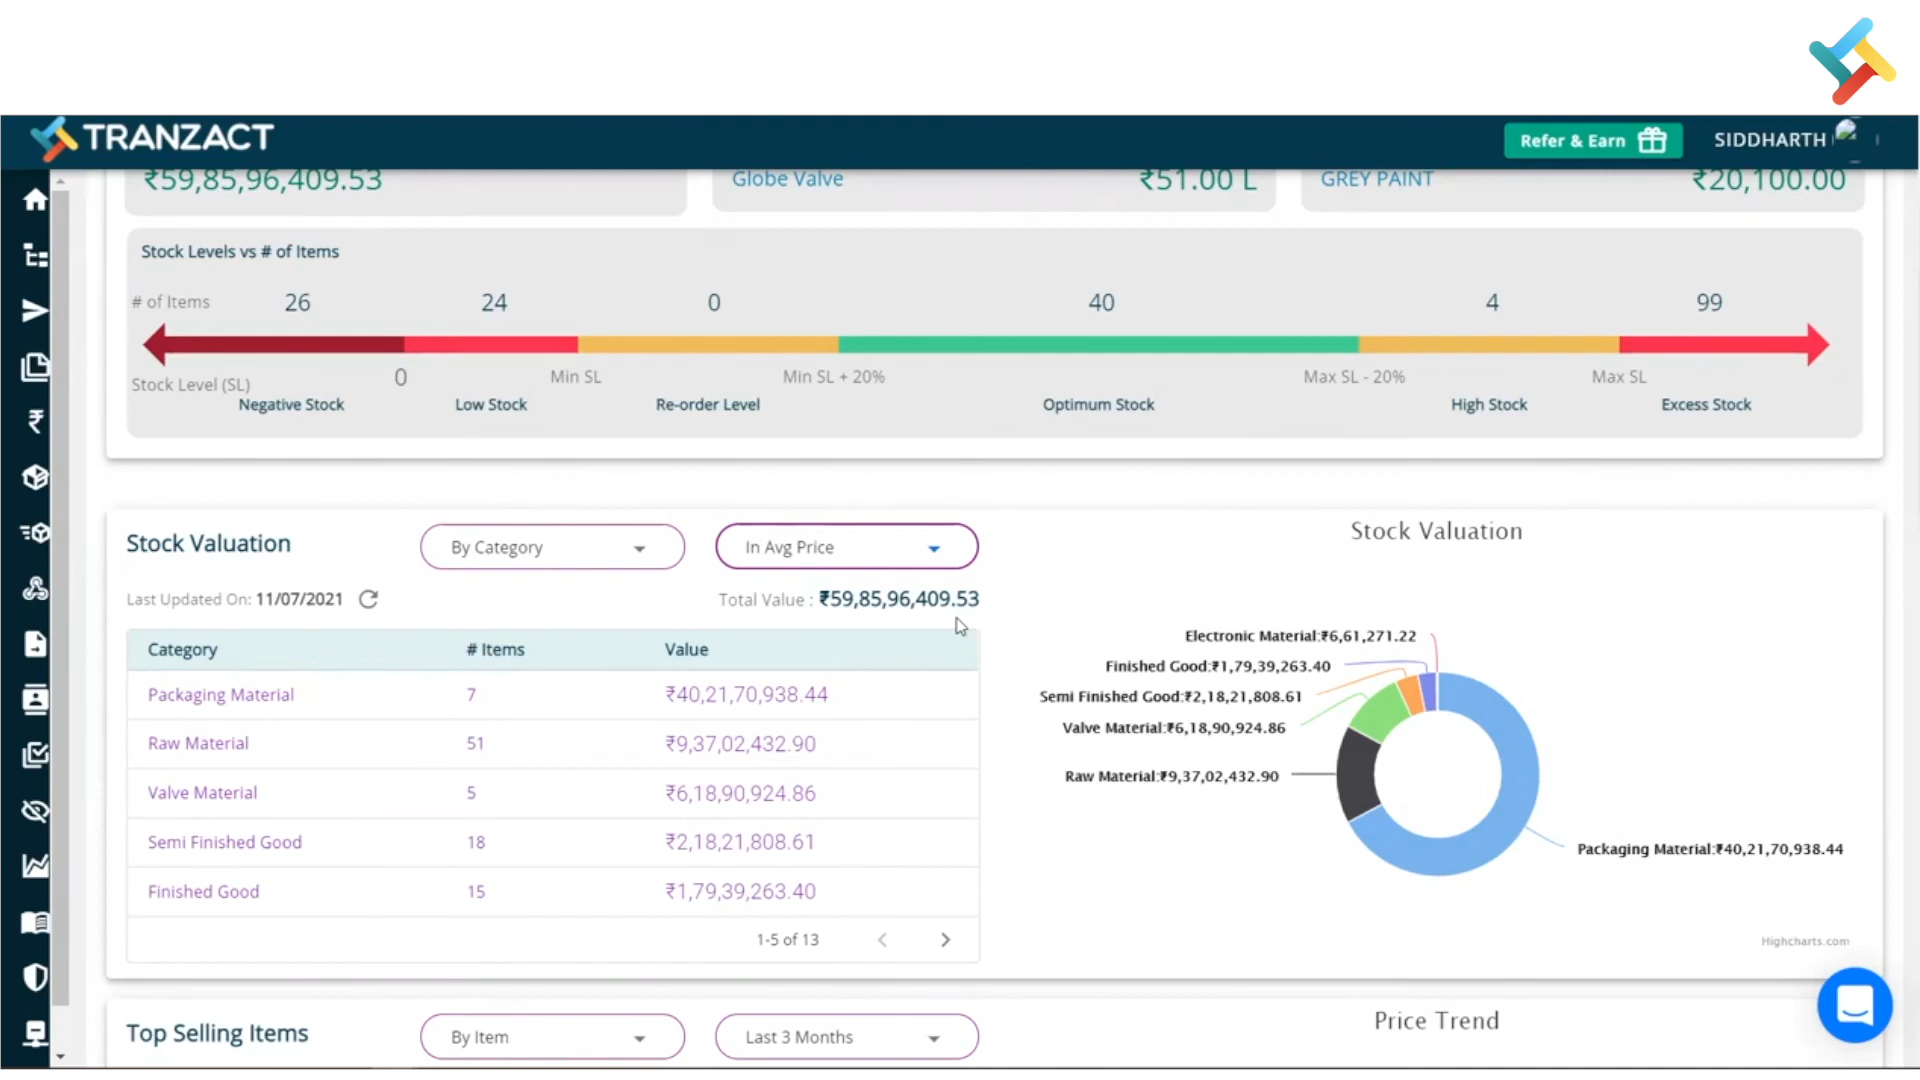 TRANZACT
Refer & Earn
SIDDHARTH
₹59,85,96,409.53
Globe Valve
₹51.00 L
GREY PAINT
₹20,100.00
Stock Levels vs # of Items
# of Items 26 24 0 40 4 99
Stock Level (SL) 0 Min SL Min SL + 20% Max SL - 20% Max SL
Negative Stock Low Stock Re-order Level Optimum Stock High Stock Excess Stock
Stock Valuation
By Category
In Avg Price
Last Updated On: 11/07/2021
Total Value : ₹59,85,96,409.53
Category # Items Value
Packaging Material 7 ₹40,21,70,938.44
Raw Material 51 ₹9,37,02,432.90
Valve Material 5 ₹6,18,90,924.86
Semi Finished Good 18 ₹2,18,21,808.61
Finished Good 15 ₹1,79,39,263.40
1-5 of 13
Stock Valuation
Electronic Material:₹6,61,271.22
Finished Good:₹1,79,39,263.40
Semi Finished Good:₹2,18,21,808.61
Valve Material:₹6,18,90,924.86
Raw Material:₹9,37,02,432.90
Packaging Material:₹40,21,70,938.44
Highcharts.com
Top Selling Items
By Item
Last 3 Months
Price Trend